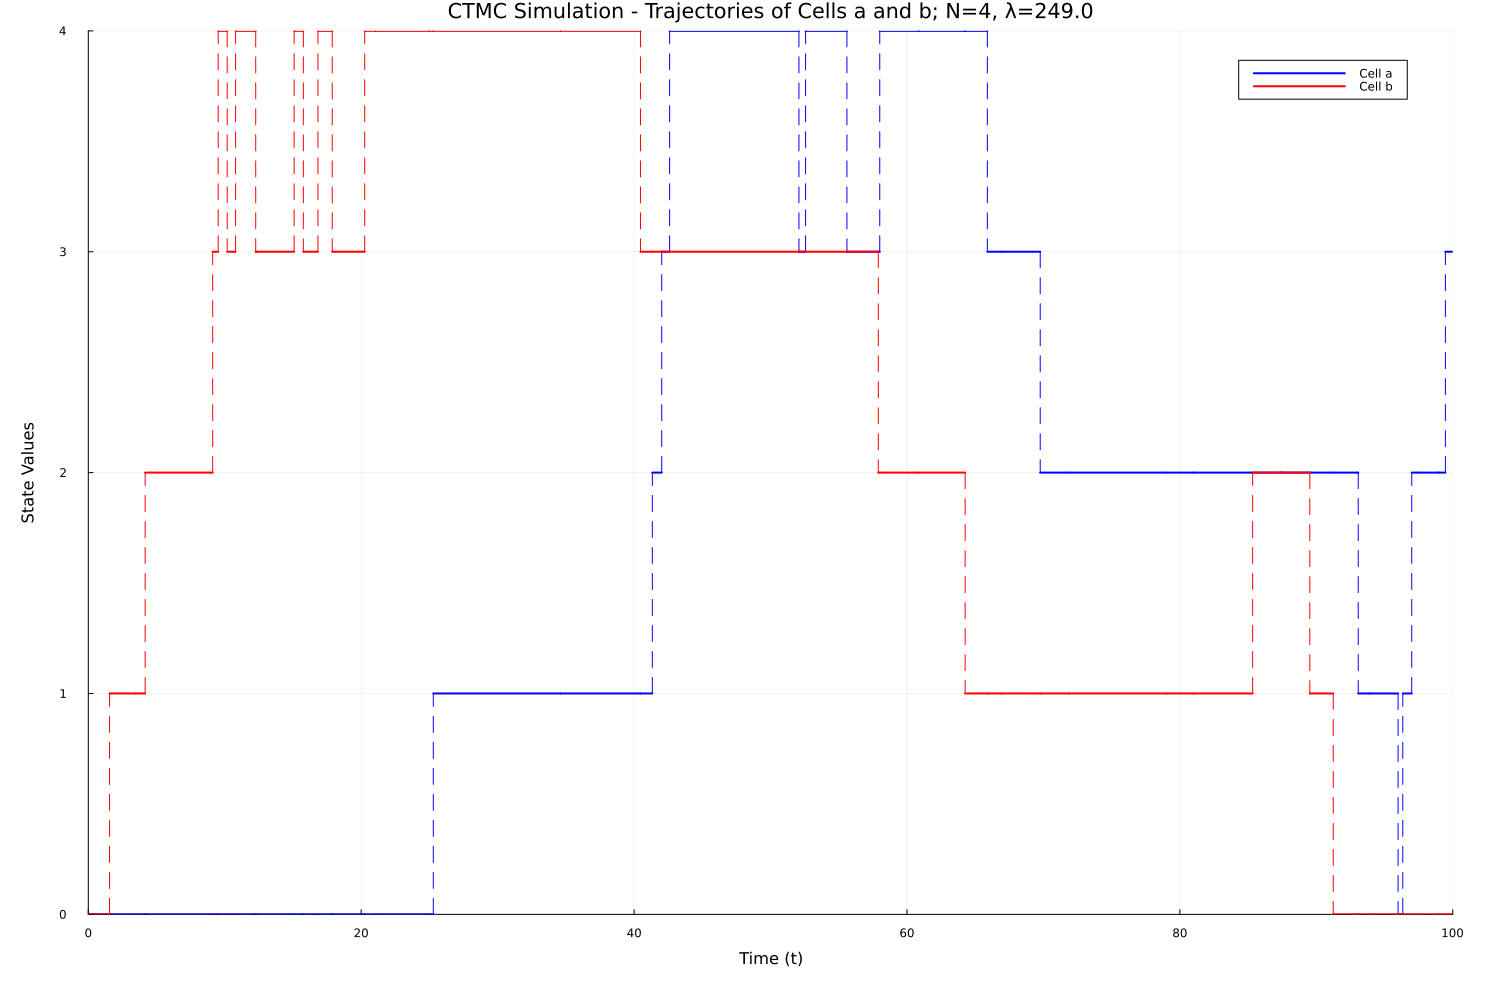 CTMC Simulation - Trajectories of Cells a and b; N=4, λ=249.0
4
Cell a
Cell b
3
State Values
2
1
0
0 20 40 60 80 100
Time (t)